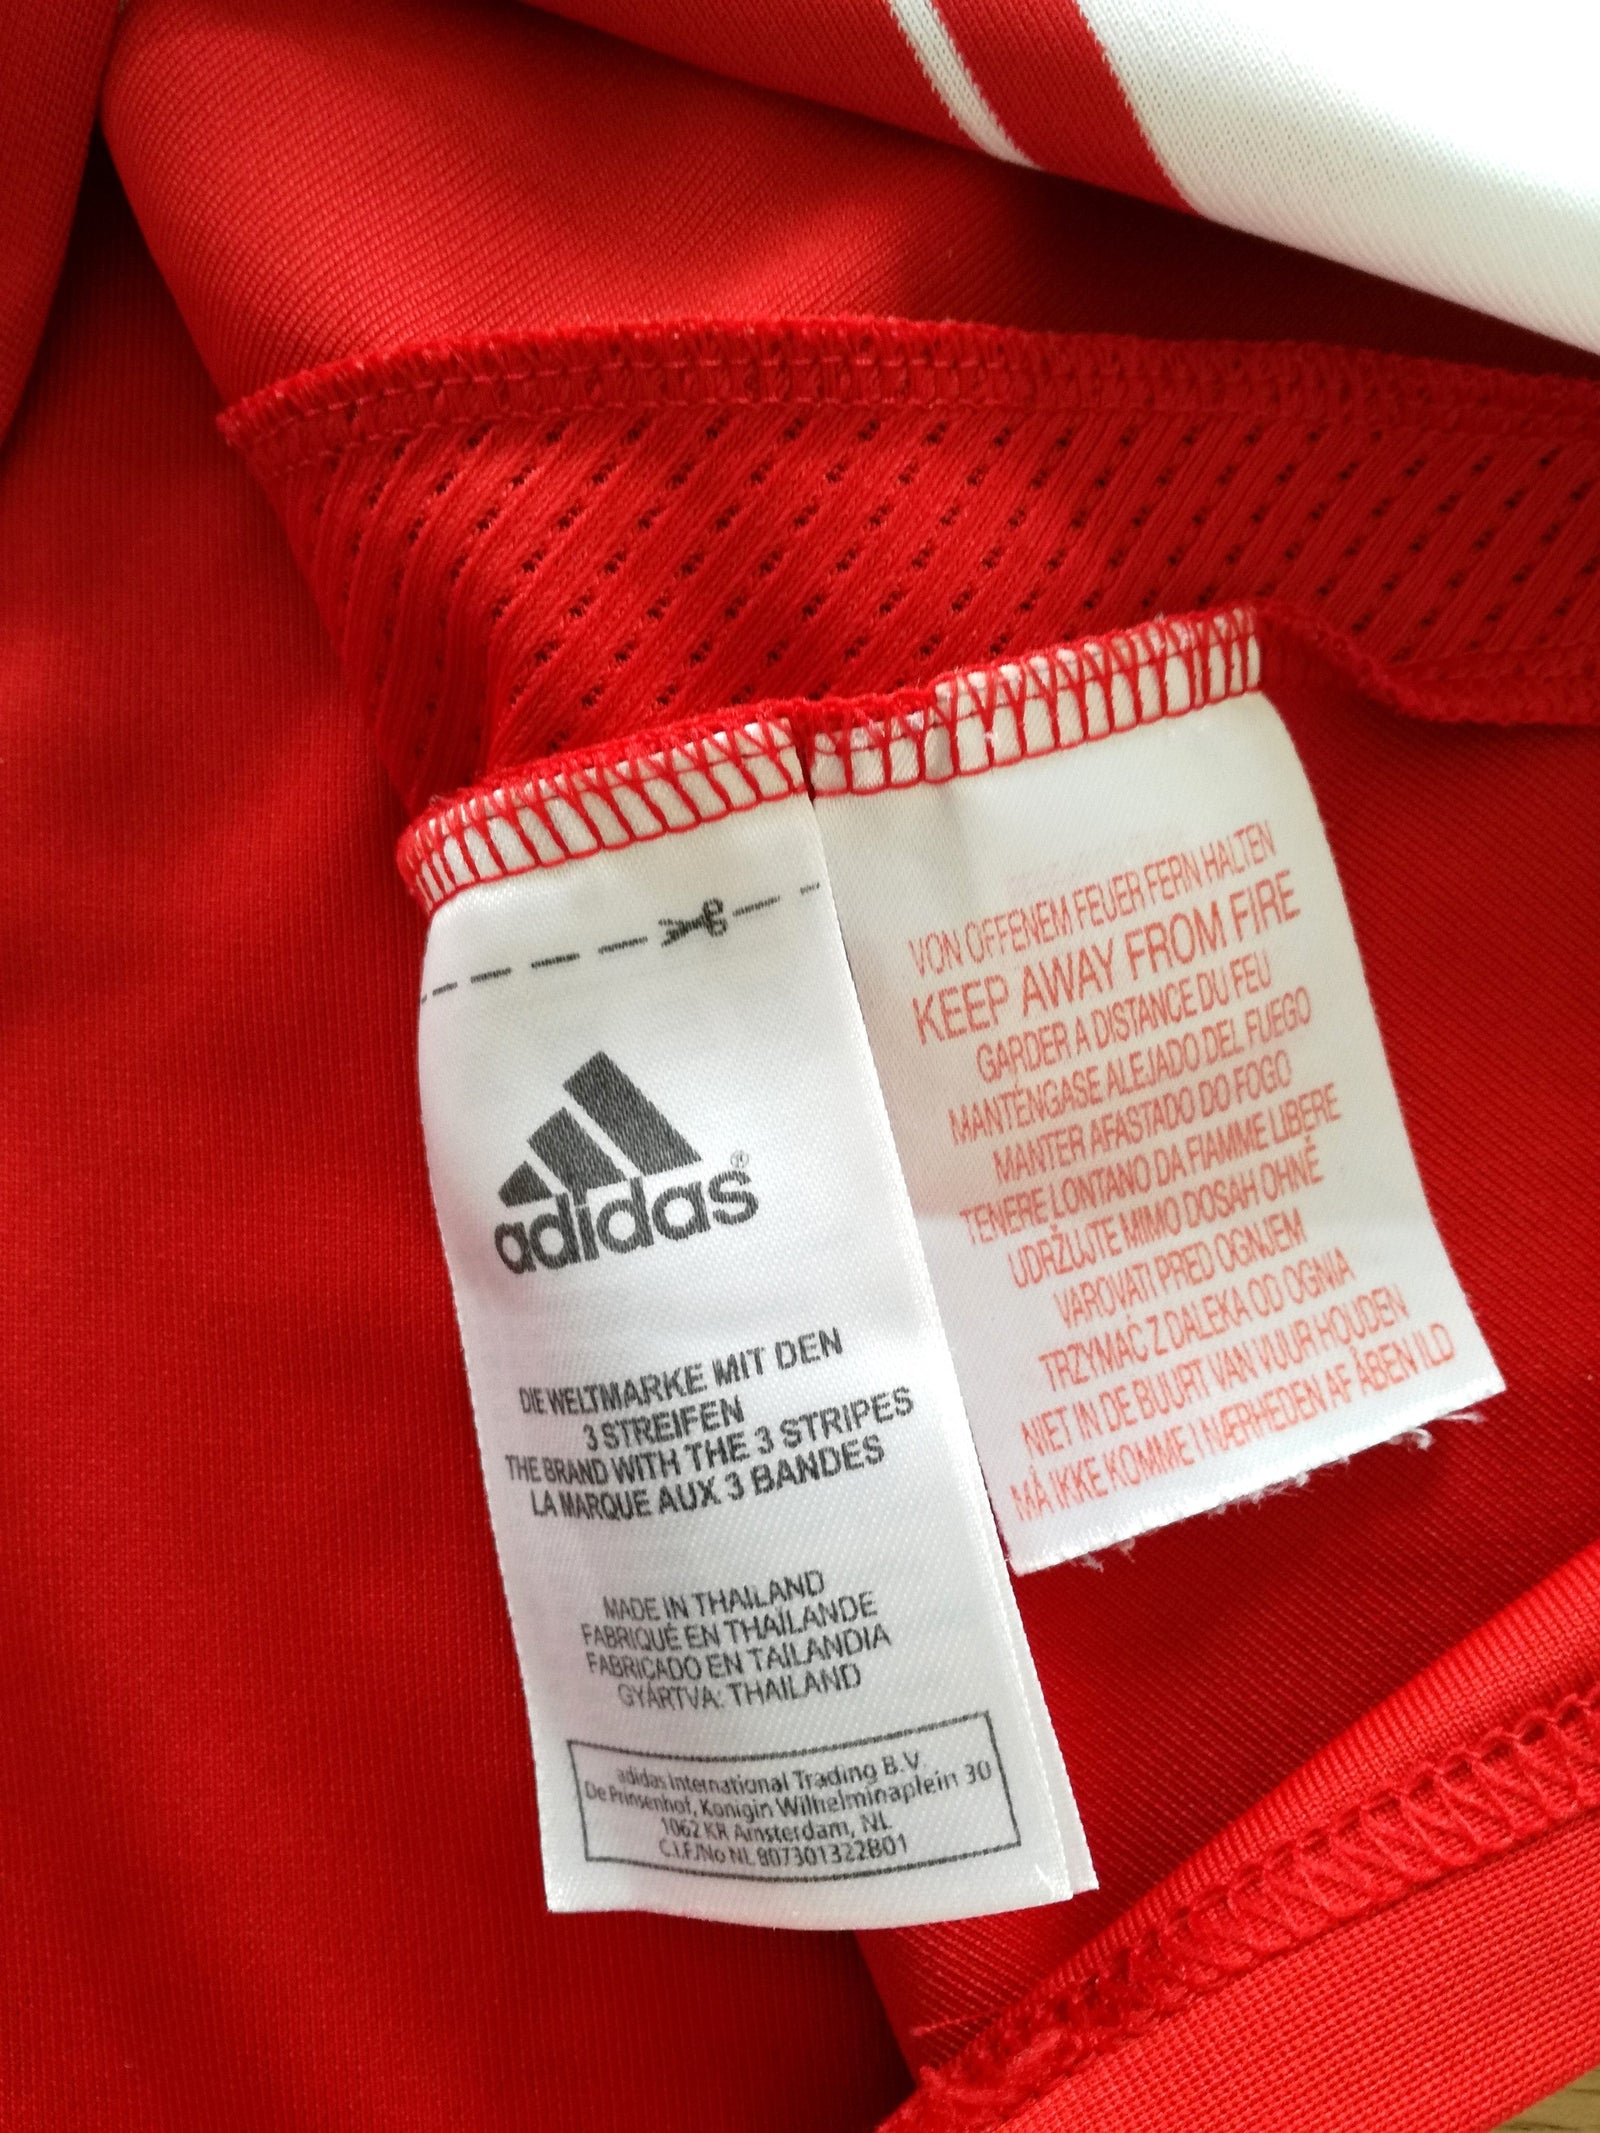 adidas®
DIE WELTMARKE MIT DEN
3 STREIFEN
THE BRAND WITH THE 3 STRIPES
LA MARQUE AUX 3 BANDES
MADE IN THAILAND
FABRIQUÉ EN THAÏLANDE
FABRICADO EN TAILANDIA
GYÁRTVA: THAILAND
adidas International Trading B.V.
De Prinsenhof, Konigin Wilhelminaplein 30
1062 KR Amsterdam, NL
C.I.F./No NL 807301322B01
VON OFFENEM FEUER FERN HALTEN
KEEP AWAY FROM FIRE
GARDER A DISTANCE DU FEU
MANTÉNGASE ALEJADO DEL FUEGO
MANTER AFASTADO DO FOGO
TENERE LONTANO DA FIAMME LIBERE
UDRŽUJTE MIMO DOSAH OHNĚ
VAROVATI PRED OGNJEM
TRZYMAĆ Z DALEKA OD OGNIA
NIET IN DE BUURT VAN VUUR HOUDEN
MÅ IKKE KOMME I NÆRHEDEN AF ÅBEN ILD